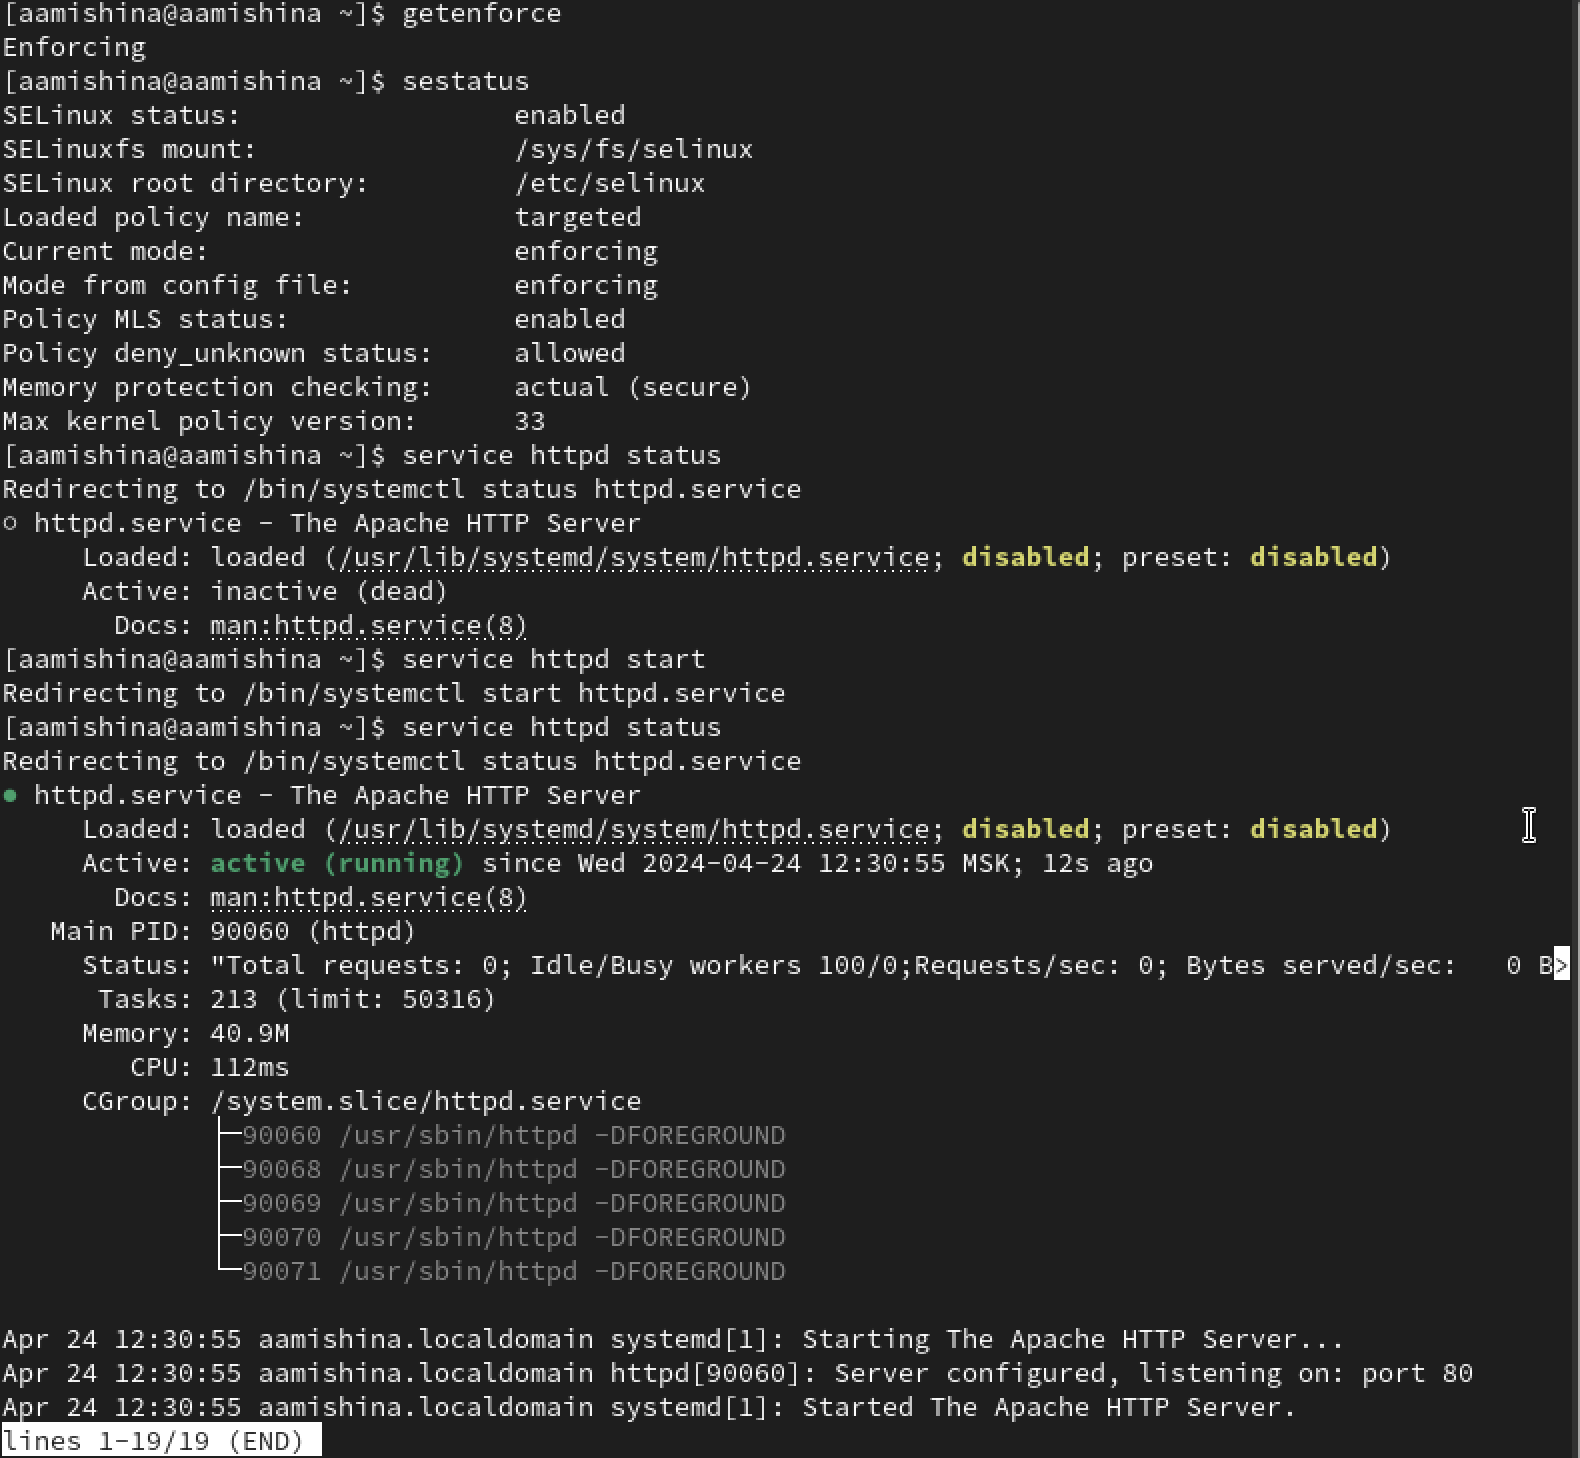 [aamishina@aamishina ~]$ getenforce
Enforcing
[aamishina@aamishina ~]$ sestatus
SELinux status:                 enabled
SELinuxfs mount:                /sys/fs/selinux
SELinux root directory:         /etc/selinux
Loaded policy name:             targeted
Current mode:                   enforcing
Mode from config file:          enforcing
Policy MLS status:              enabled
Policy deny_unknown status:     allowed
Memory protection checking:     actual (secure)
Max kernel policy version:      33
[aamishina@aamishina ~]$ service httpd status
Redirecting to /bin/systemctl status httpd.service
○ httpd.service - The Apache HTTP Server
     Loaded: loaded (/usr/lib/systemd/system/httpd.service; disabled; preset: disabled)
     Active: inactive (dead)
       Docs: man:httpd.service(8)
[aamishina@aamishina ~]$ service httpd start
Redirecting to /bin/systemctl start httpd.service
[aamishina@aamishina ~]$ service httpd status
Redirecting to /bin/systemctl status httpd.service
● httpd.service - The Apache HTTP Server
     Loaded: loaded (/usr/lib/systemd/system/httpd.service; disabled; preset: disabled)
     Active: active (running) since Wed 2024-04-24 12:30:55 MSK; 12s ago
       Docs: man:httpd.service(8)
   Main PID: 90060 (httpd)
     Status: "Total requests: 0; Idle/Busy workers 100/0;Requests/sec: 0; Bytes served/sec:   0 B>
      Tasks: 213 (limit: 50316)
     Memory: 40.9M
        CPU: 112ms
     CGroup: /system.slice/httpd.service
             ├─90060 /usr/sbin/httpd -DFOREGROUND
             ├─90068 /usr/sbin/httpd -DFOREGROUND
             ├─90069 /usr/sbin/httpd -DFOREGROUND
             ├─90070 /usr/sbin/httpd -DFOREGROUND
             └─90071 /usr/sbin/httpd -DFOREGROUND

Apr 24 12:30:55 aamishina.localdomain systemd[1]: Starting The Apache HTTP Server...
Apr 24 12:30:55 aamishina.localdomain httpd[90060]: Server configured, listening on: port 80
Apr 24 12:30:55 aamishina.localdomain systemd[1]: Started The Apache HTTP Server.
lines 1-19/19 (END)